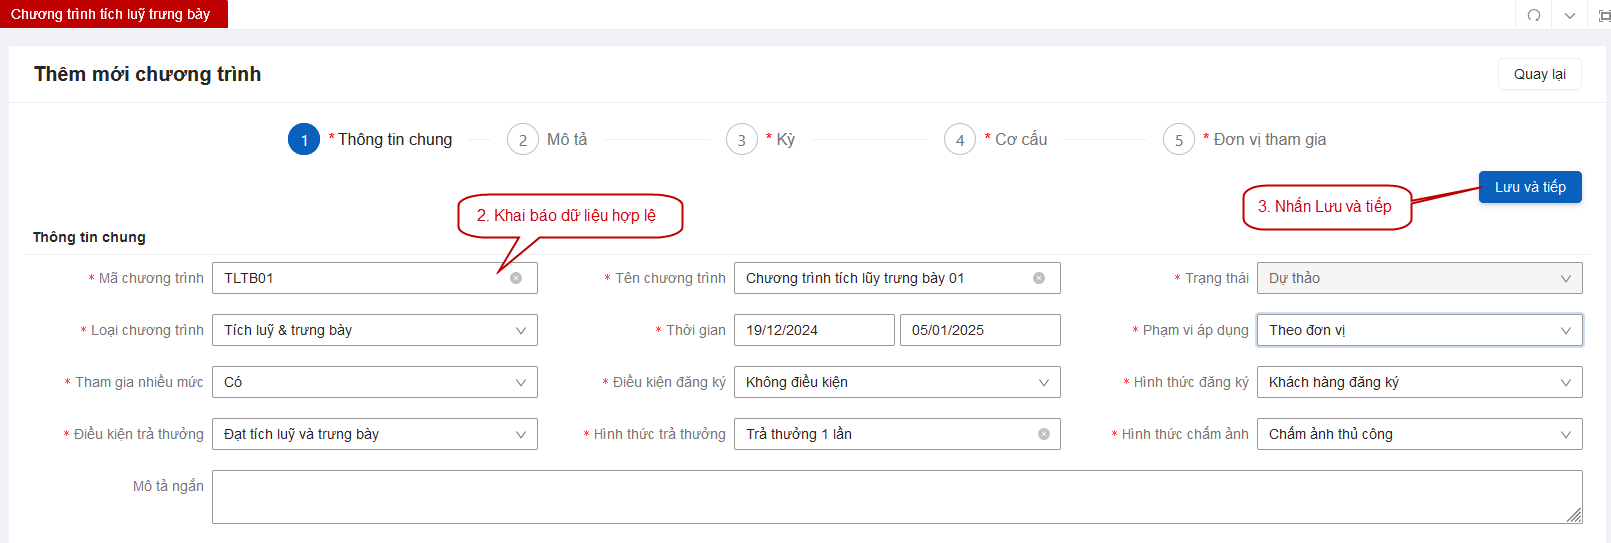 Chương trình tích luỹ trưng bày
Thêm mới chương trình
Quay lại
1 * Thông tin chung
2 Mô tả
3 * Kỳ
4 * Cơ cấu
5 * Đơn vị tham gia
Lưu và tiếp
2. Khai báo dữ liệu hợp lệ
3. Nhấn Lưu và tiếp
Thông tin chung
* Mã chương trình TLTB01 * Tên chương trình Chương trình tích lũy trưng bày 01 * Trạng thái Dự thảo
* Loại chương trình Tích luỹ & trưng bày * Thời gian 19/12/2024 05/01/2025 * Phạm vi áp dụng Theo đơn vị
* Tham gia nhiều mức Có * Điều kiện đăng ký Không điều kiện * Hình thức đăng ký Khách hàng đăng ký
* Điều kiện trả thưởng Đạt tích luỹ và trưng bày * Hình thức trả thưởng Trả thưởng 1 lần * Hình thức chấm ảnh Chấm ảnh thủ công
Mô tả ngắn